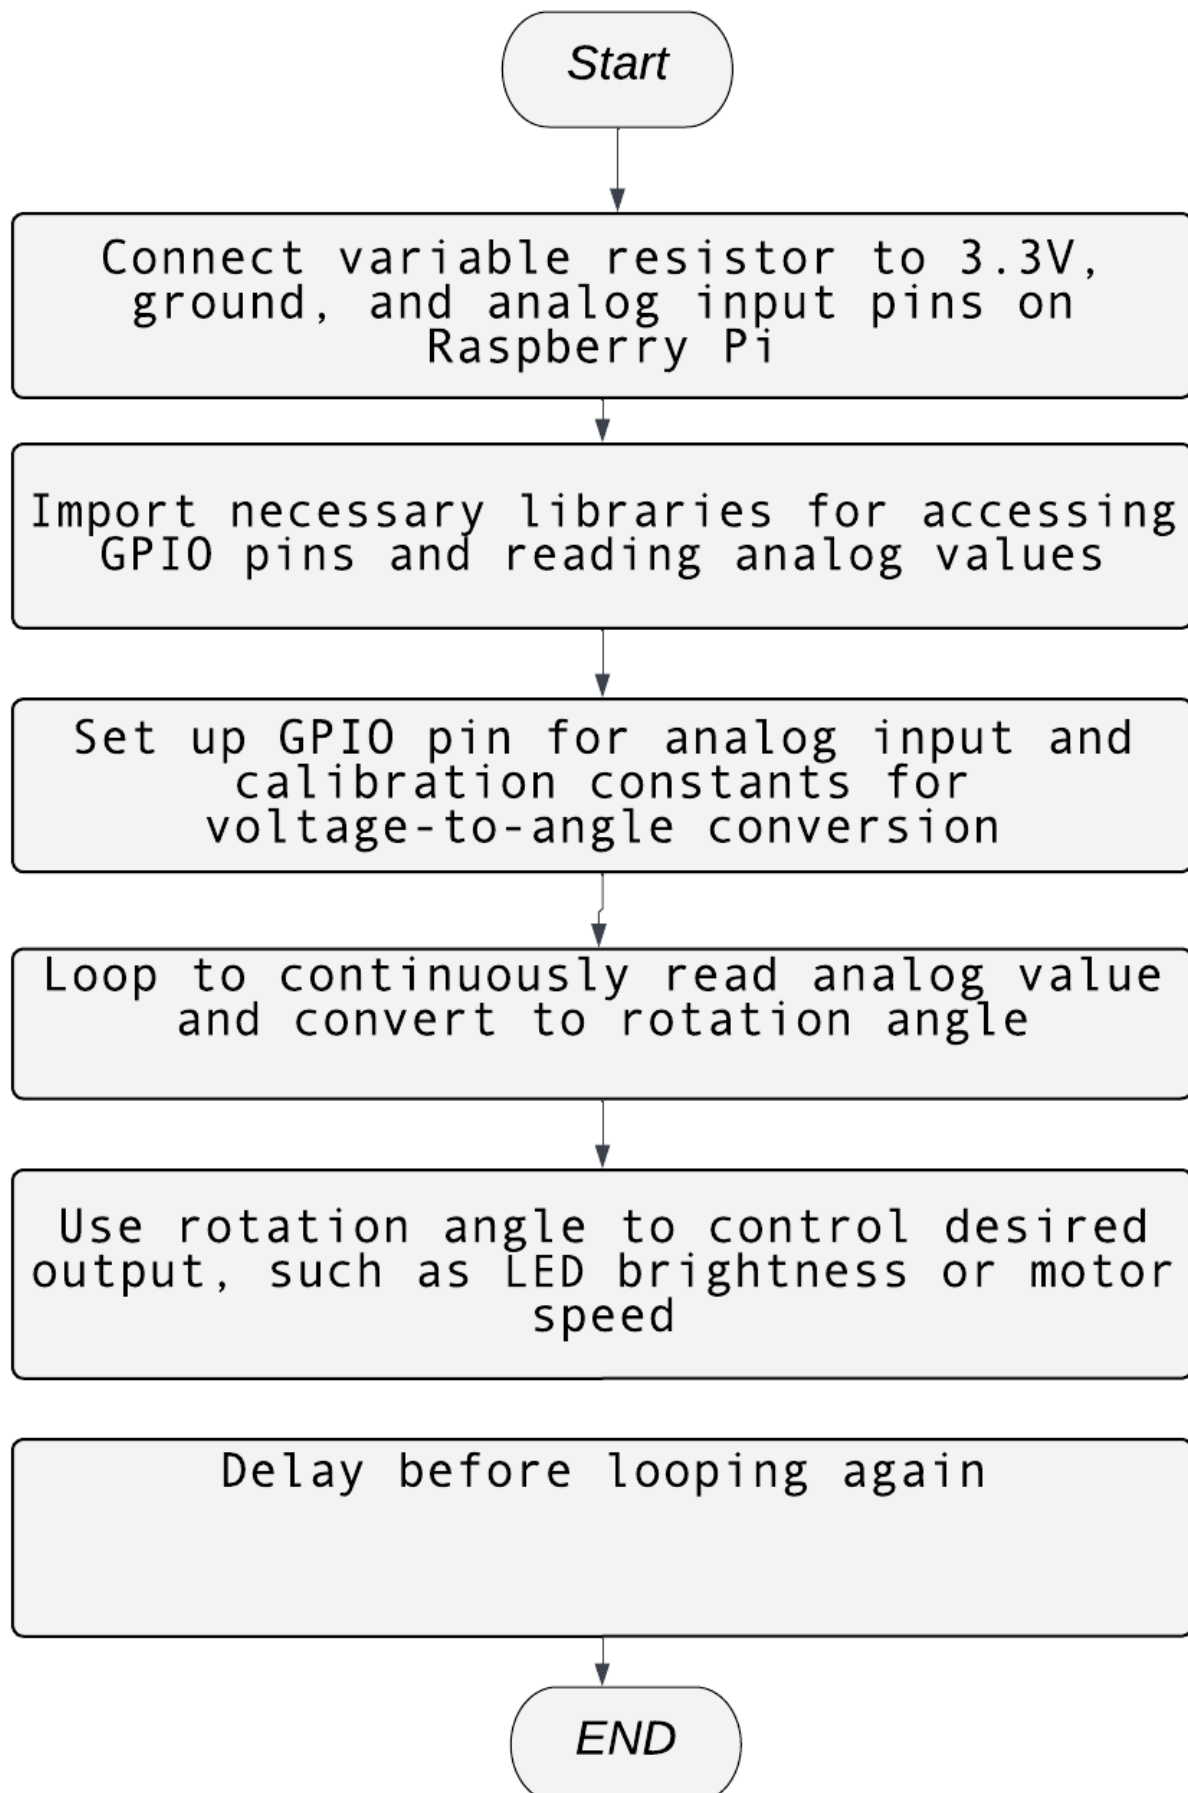 Start
Connect variable resistor to 3.3V,
ground, and analog input pins on
Raspberry Pi
Import necessary libraries for accessing
GPIO pins and reading analog values
Set up GPIO pin for analog input and
calibration constants for
voltage-to-angle conversion
Loop to continuously read analog value
and convert to rotation angle
Use rotation angle to control desired
output, such as LED brightness or motor
speed
Delay before looping again
END